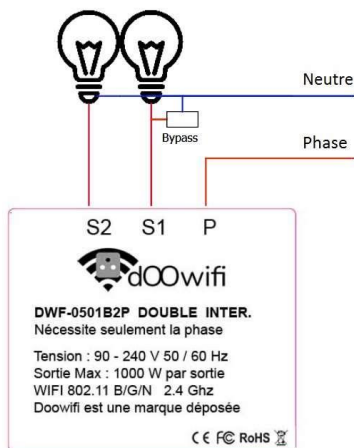 Neutre
Bypass
Phase
S2 S1 P
dOOwifi
DWF-0501B2P DOUBLE INTER.
Nécessite seulement la phase
Tension : 90 - 240 V 50 / 60 Hz
Sortie Max : 1000 W par sortie
WIFI 802.11 B/G/N 2.4 Ghz
Doowifi est une marque déposée
CE FC RoHS